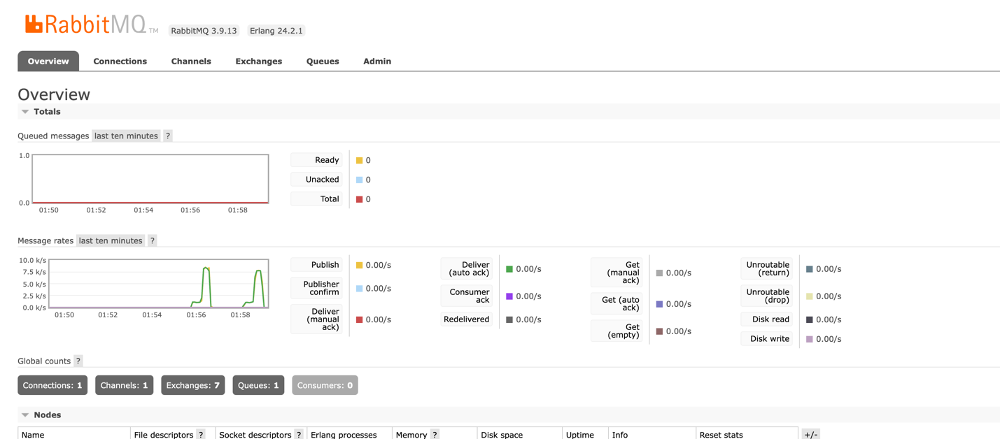 RabbitMQ TM RabbitMQ 3.9.13 Erlang 24.2.1
Overview Connections Channels Exchanges Queues Admin
Overview
Totals
Queued messages last ten minutes ?
1.0
0.0
01:50 01:52 01:54 01:56 01:58
Ready 0
Unacked 0
Total 0
Message rates last ten minutes ?
10.0 k/s
7.5 k/s
5.0 k/s
2.5 k/s
0.0 k/s
01:50 01:52 01:54 01:56 01:58
Publish 0.00/s
Publisher
confirm 0.00/s
Deliver
(manual
ack) 0.00/s
Deliver
(auto ack) 0.00/s
Consumer
ack 0.00/s
Redelivered 0.00/s
Get
(manual
ack) 0.00/s
Get (auto
ack) 0.00/s
Get
(empty) 0.00/s
Unroutable
(return) 0.00/s
Unroutable
(drop) 0.00/s
Disk read 0.00/s
Disk write 0.00/s
Global counts ?
Connections: 1 Channels: 1 Exchanges: 7 Queues: 1 Consumers: 0
Nodes
Name File descriptors ? Socket descriptors ? Erlang processes Memory ? Disk space Uptime Info Reset stats +/-